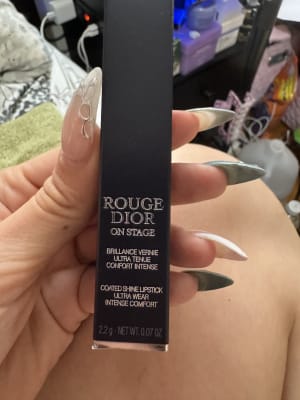 ROUGE
DIOR
ON STAGE
BRILLANCE VERNIE
ULTRA TENUE
CONFORT INTENSE
COATED SHINE LIPSTICK
ULTRA WEAR
INTENSE COMFORT
2.2 g · NET WT. 0.07 OZ